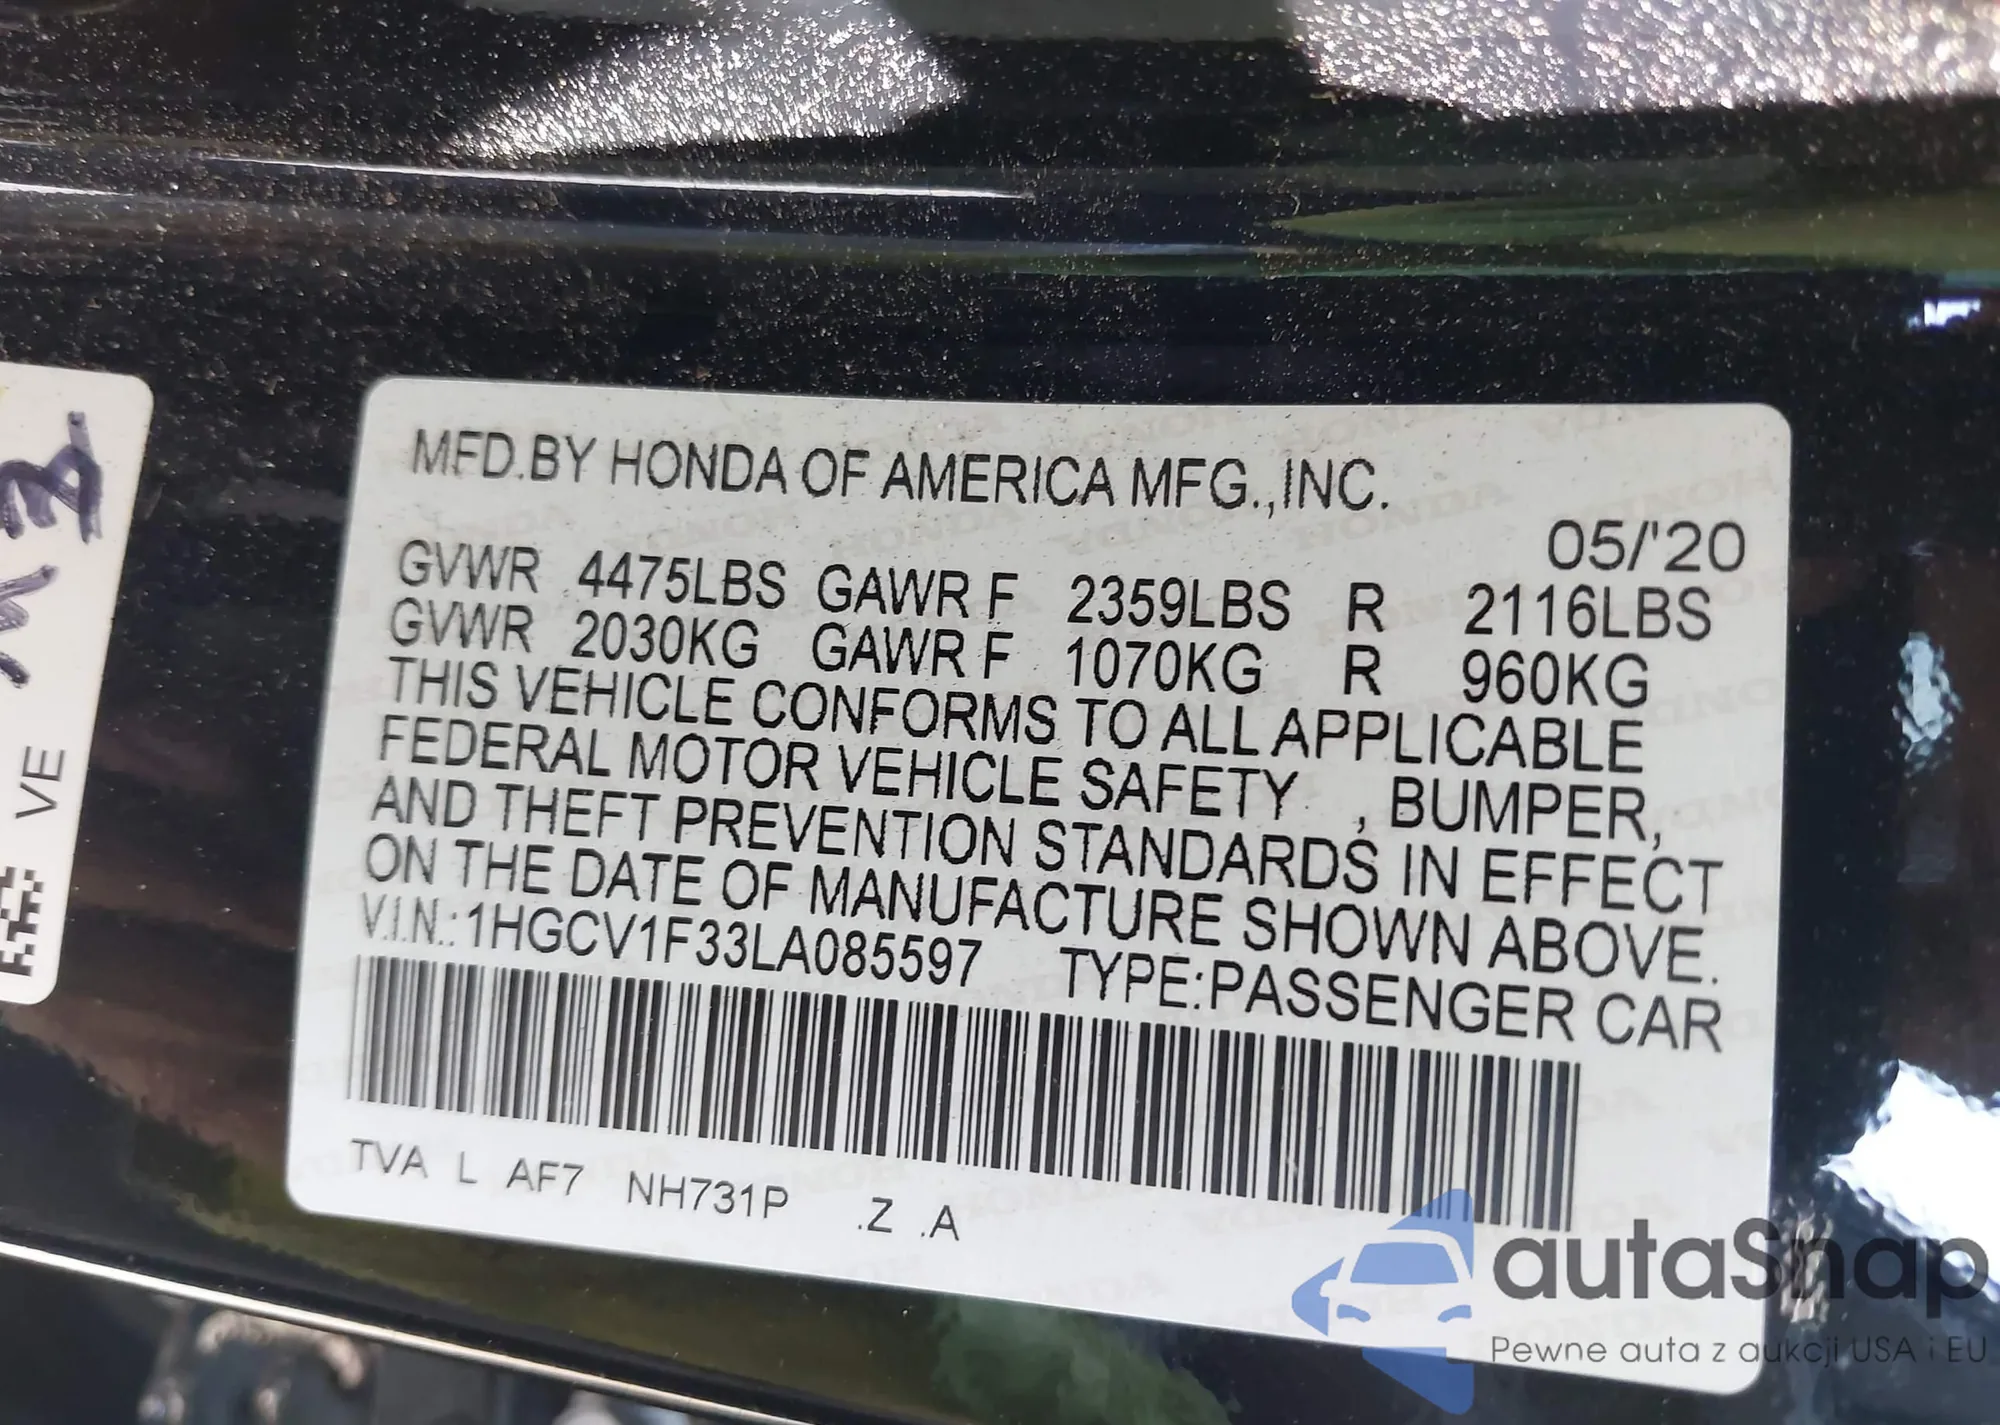 MFD.BY HONDA OF AMERICA MFG.,INC.
05/'20
GVWR 4475LBS GAWR F 2359LBS R 2116LBS
GVWR 2030KG GAWR F 1070KG R 960KG
THIS VEHICLE CONFORMS TO ALL APPLICABLE
FEDERAL MOTOR VEHICLE SAFETY , BUMPER,
AND THEFT PREVENTION STANDARDS IN EFFECT
ON THE DATE OF MANUFACTURE SHOWN ABOVE.
V.I.N.:1HGCV1F33LA085597 TYPE:PASSENGER CAR
TVA L AF7 NH731P .Z .A
VE
autaSnap
Pewne auta z aukcji USA i EU